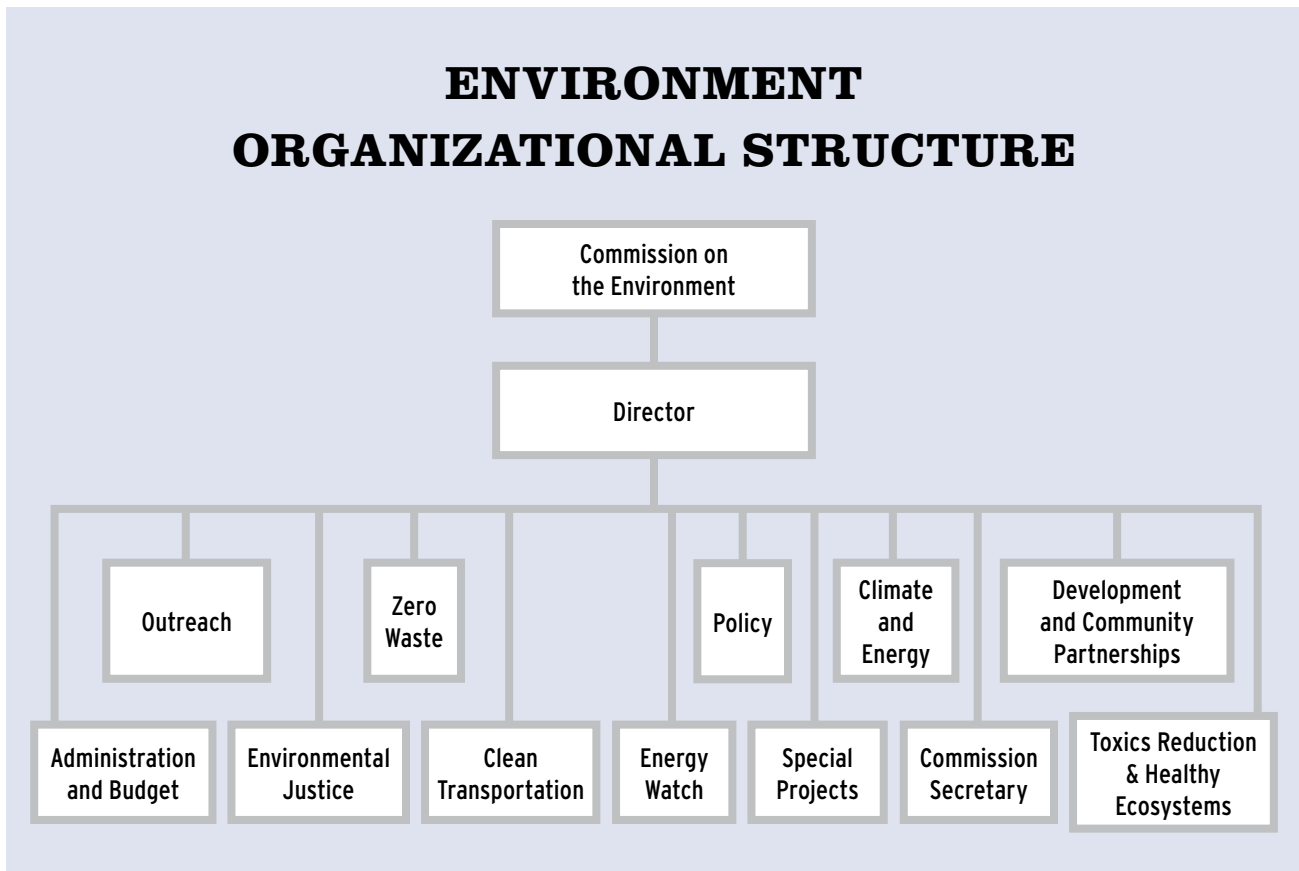 ENVIRONMENT
ORGANIZATIONAL STRUCTURE
Commission on
the Environment
Director
Outreach
Zero
Waste
Policy
Climate
and
Energy
Development
and Community
Partnerships
Administration
and Budget
Environmental
Justice
Clean
Transportation
Energy
Watch
Special
Projects
Commission
Secretary
Toxics Reduction
& Healthy
Ecosystems